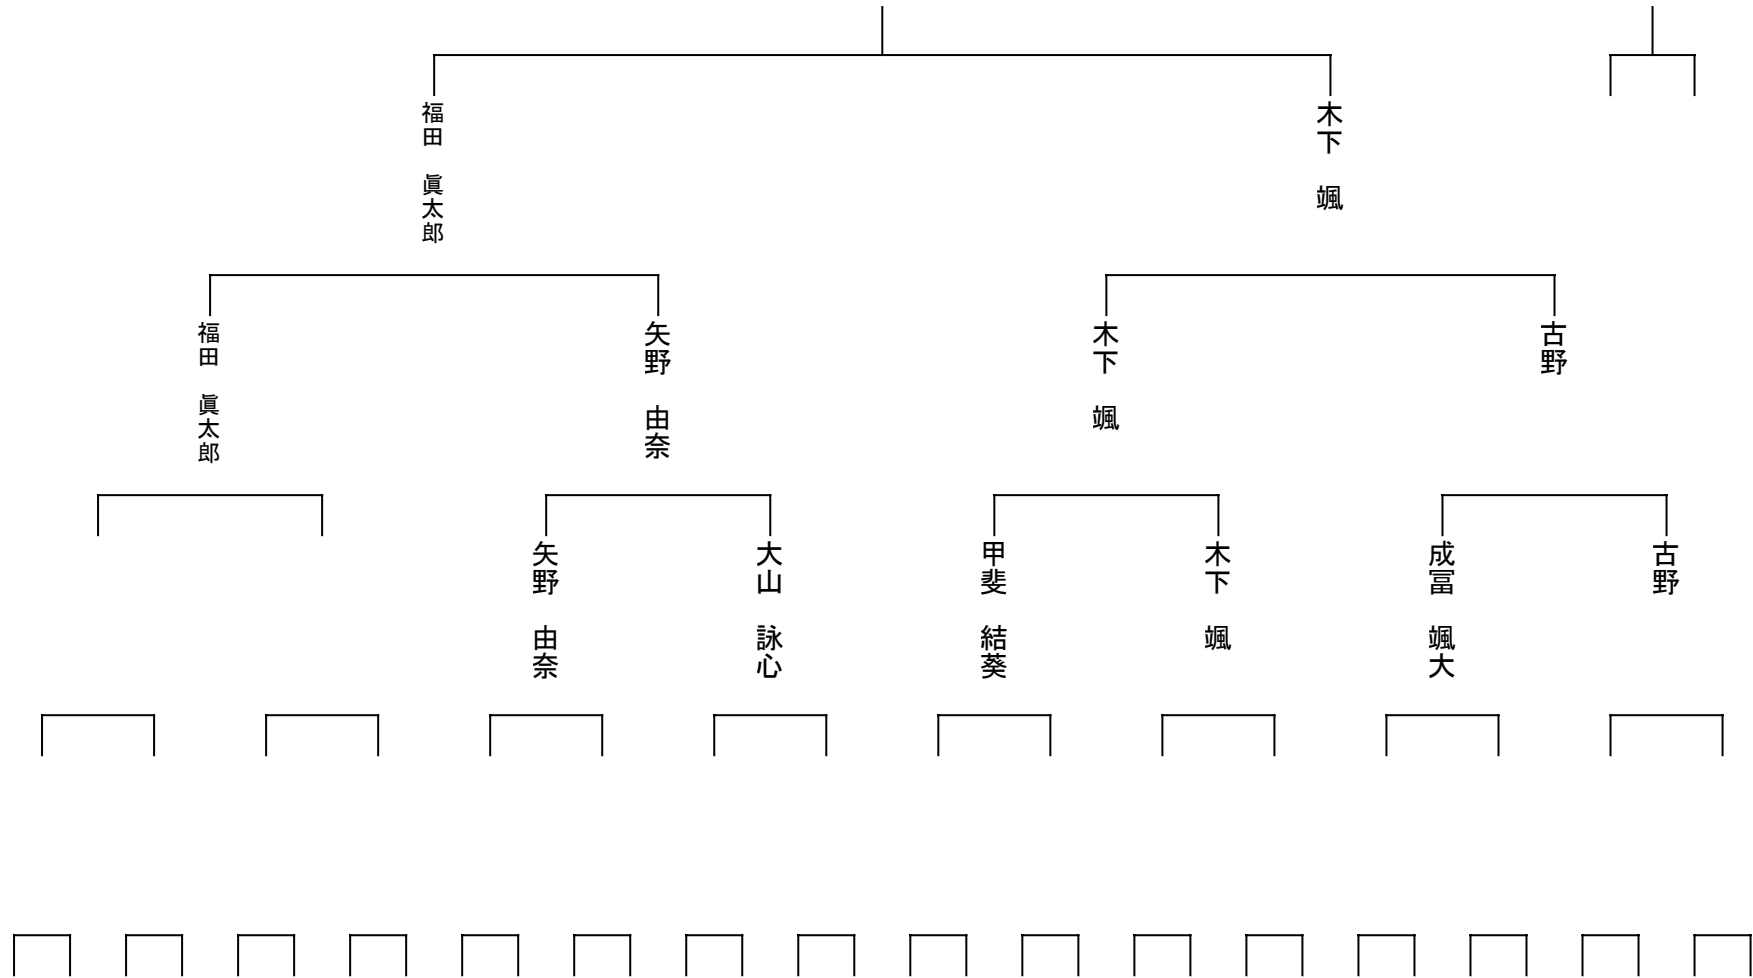 福田　眞太郎
木下　颯
福田　眞太郎
矢野　由奈
木下　颯
古野
矢野　由奈
大山　詠心
甲斐　結葵
木下　颯
成冨　颯大
古野